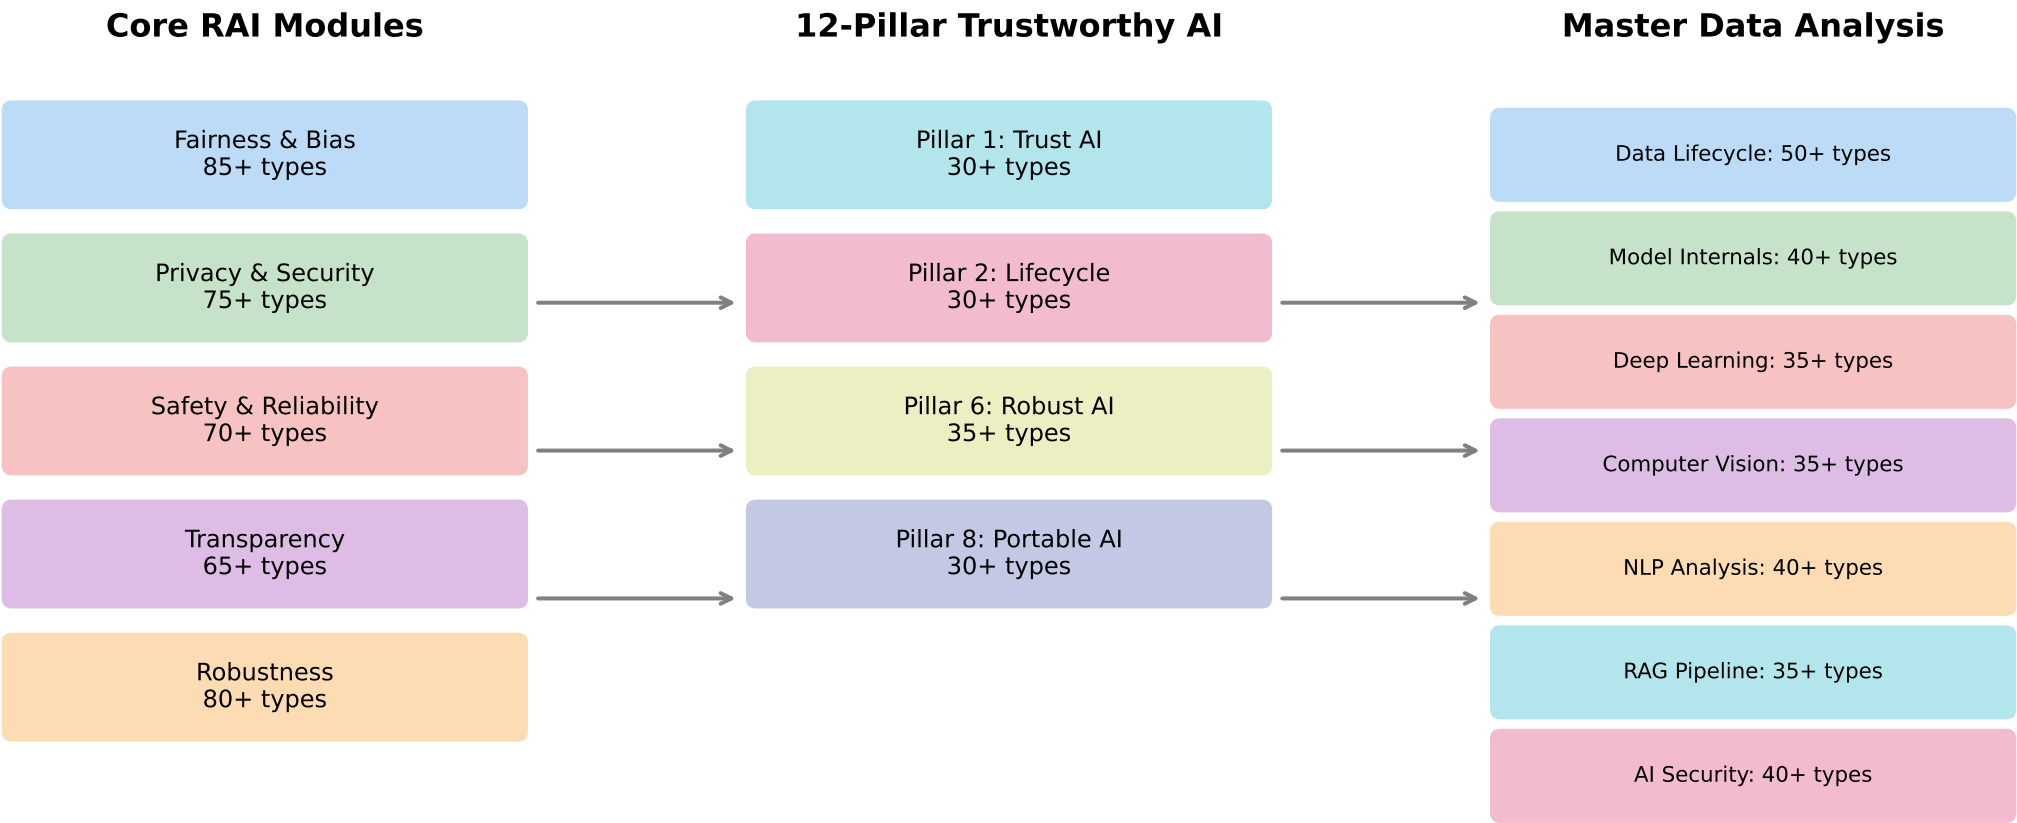 Core RAI Modules
Fairness & Bias
85+ types
Privacy & Security
75+ types
Safety & Reliability
70+ types
Transparency
65+ types
Robustness
80+ types
12-Pillar Trustworthy AI
Pillar 1: Trust AI
30+ types
Pillar 2: Lifecycle
30+ types
Pillar 6: Robust AI
35+ types
Pillar 8: Portable AI
30+ types
Master Data Analysis
Data Lifecycle: 50+ types
Model Internals: 40+ types
Deep Learning: 35+ types
Computer Vision: 35+ types
NLP Analysis: 40+ types
RAG Pipeline: 35+ types
AI Security: 40+ types